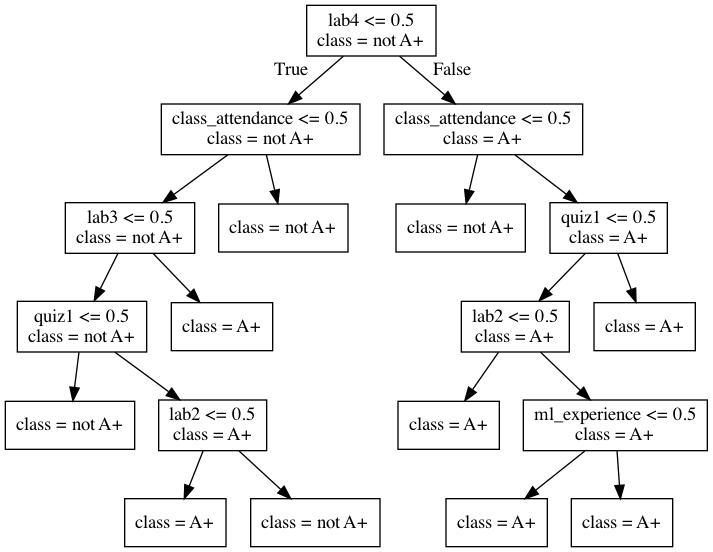 lab4 <= 0.5
class = not A+
True
False
class_attendance <= 0.5
class = not A+
class_attendance <= 0.5
class = A+
lab3 <= 0.5
class = not A+
class = not A+
class = not A+
quiz1 <= 0.5
class = A+
quiz1 <= 0.5
class = not A+
class = A+
lab2 <= 0.5
class = A+
class = A+
class = not A+
lab2 <= 0.5
class = A+
class = A+
ml_experience <= 0.5
class = A+
class = A+
class = not A+
class = A+
class = A+